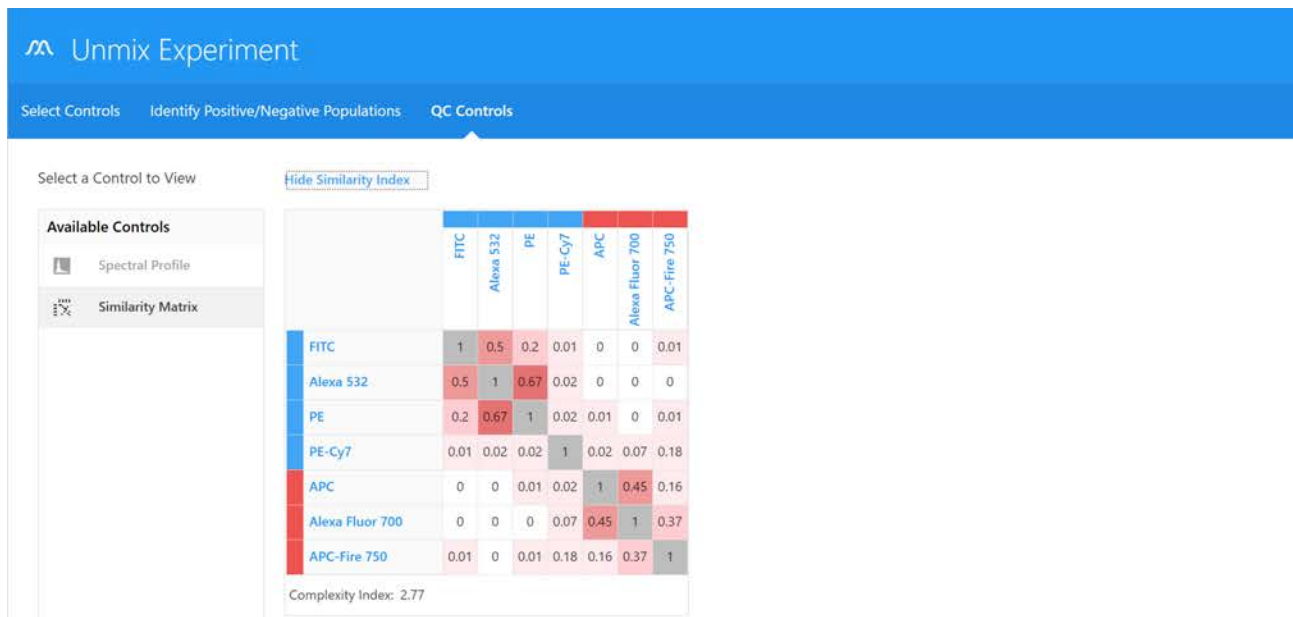 Unmix Experiment
Select Controls Identify Positive/Negative Populations QC Controls
Select a Control to View
Hide Similarity Index
Available Controls
Spectral Profile
Similarity Matrix
FITC Alexa 532 PE PE-Cy7 APC Alexa Fluor 700 APC-Fire 750
FITC 1 0.5 0.2 0.01 0 0 0.01
Alexa 532 0.5 1 0.67 0.02 0 0 0
PE 0.2 0.67 1 0.02 0.01 0 0.01
PE-Cy7 0.01 0.02 0.02 1 0.02 0.07 0.18
APC 0 0 0.01 0.02 1 0.45 0.16
Alexa Fluor 700 0 0 0 0.07 0.45 1 0.37
APC-Fire 750 0.01 0 0.01 0.18 0.16 0.37 1
Complexity Index: 2.77